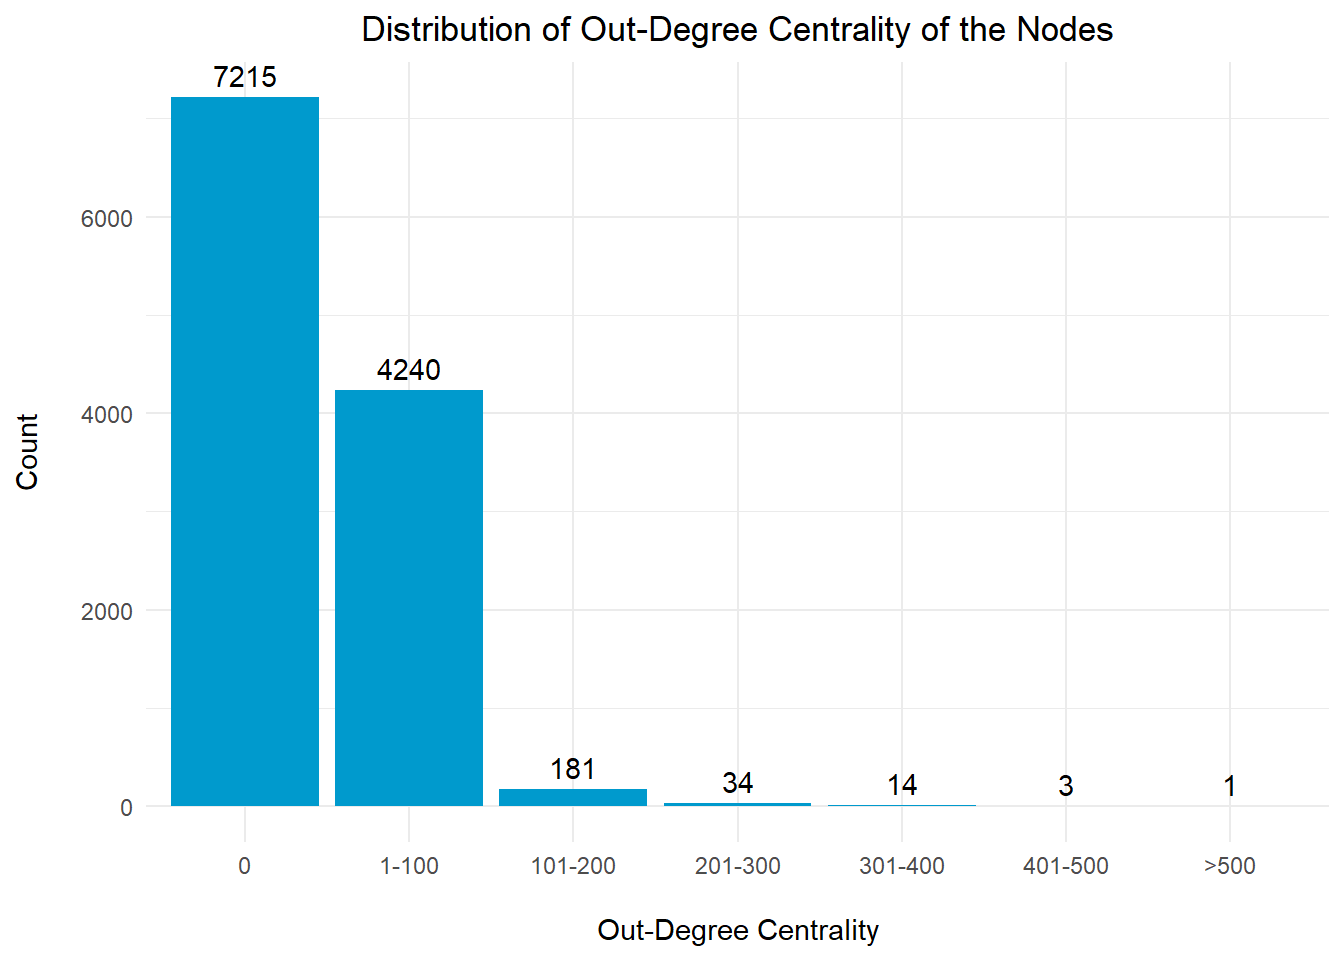 Distribution of Out-Degree Centrality of the Nodes
7215
6000
4240
4000
Count
2000
181
34
14
3
1
0
0 1-100 101-200 201-300 301-400 401-500 >500
Out-Degree Centrality